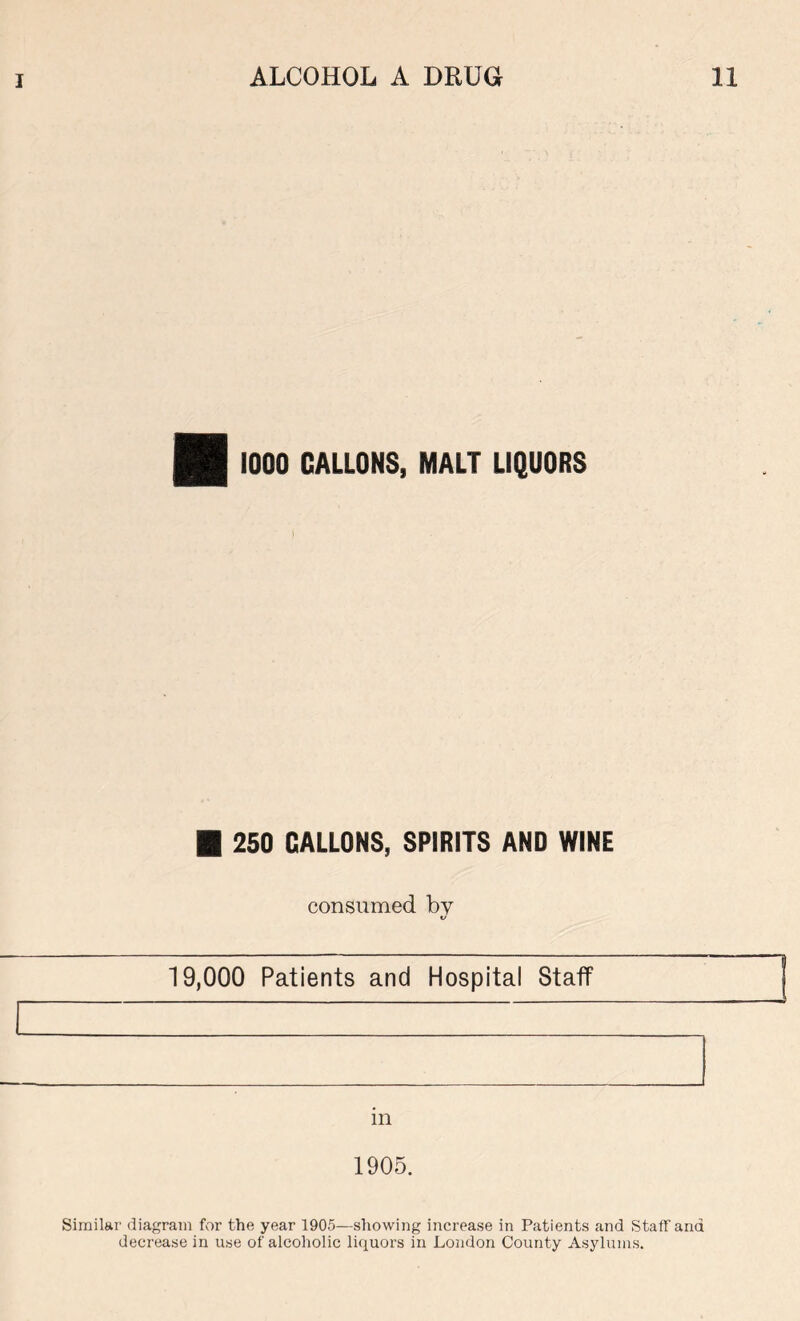 I ALCOHOL A DRUG 11
1000 GALLONS, MALT LIQUORS
250 GALLONS, SPIRITS AND WINE
consumed by
19,000 Patients and Hospital Staff
in
1905.
Similar diagram for the year 1905—showing increase in Patients and Staff and
decrease in use of alcoholic liquors in London County Asylums.